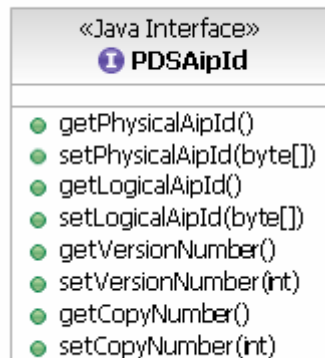 «Java Interface»
I PDSAipId
getPhysicalAipId()
setPhysicalAipId(byte[])
getLogicalAipId()
setLogicalAipId(byte[])
getVersionNumber()
setVersionNumber(int)
getCopyNumber()
setCopyNumber(int)